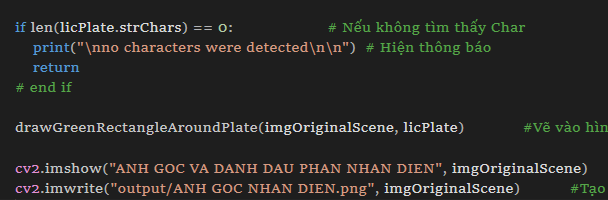 if len(licPlate.strChars) == 0: # Nếu không tìm thấy Char
print("\nno characters were detected\n\n") # Hiện thông báo
return
# end if
drawGreenRectangleAroundPlate(imgOriginalScene, licPlate) #Vẽ vào hìn
cv2.imshow("ANH GOC VA DANH DAU PHAN NHAN DIEN", imgOriginalScene)
cv2.imwrite("output/ANH GOC NHAN DIEN.png", imgOriginalScene) #Tạo